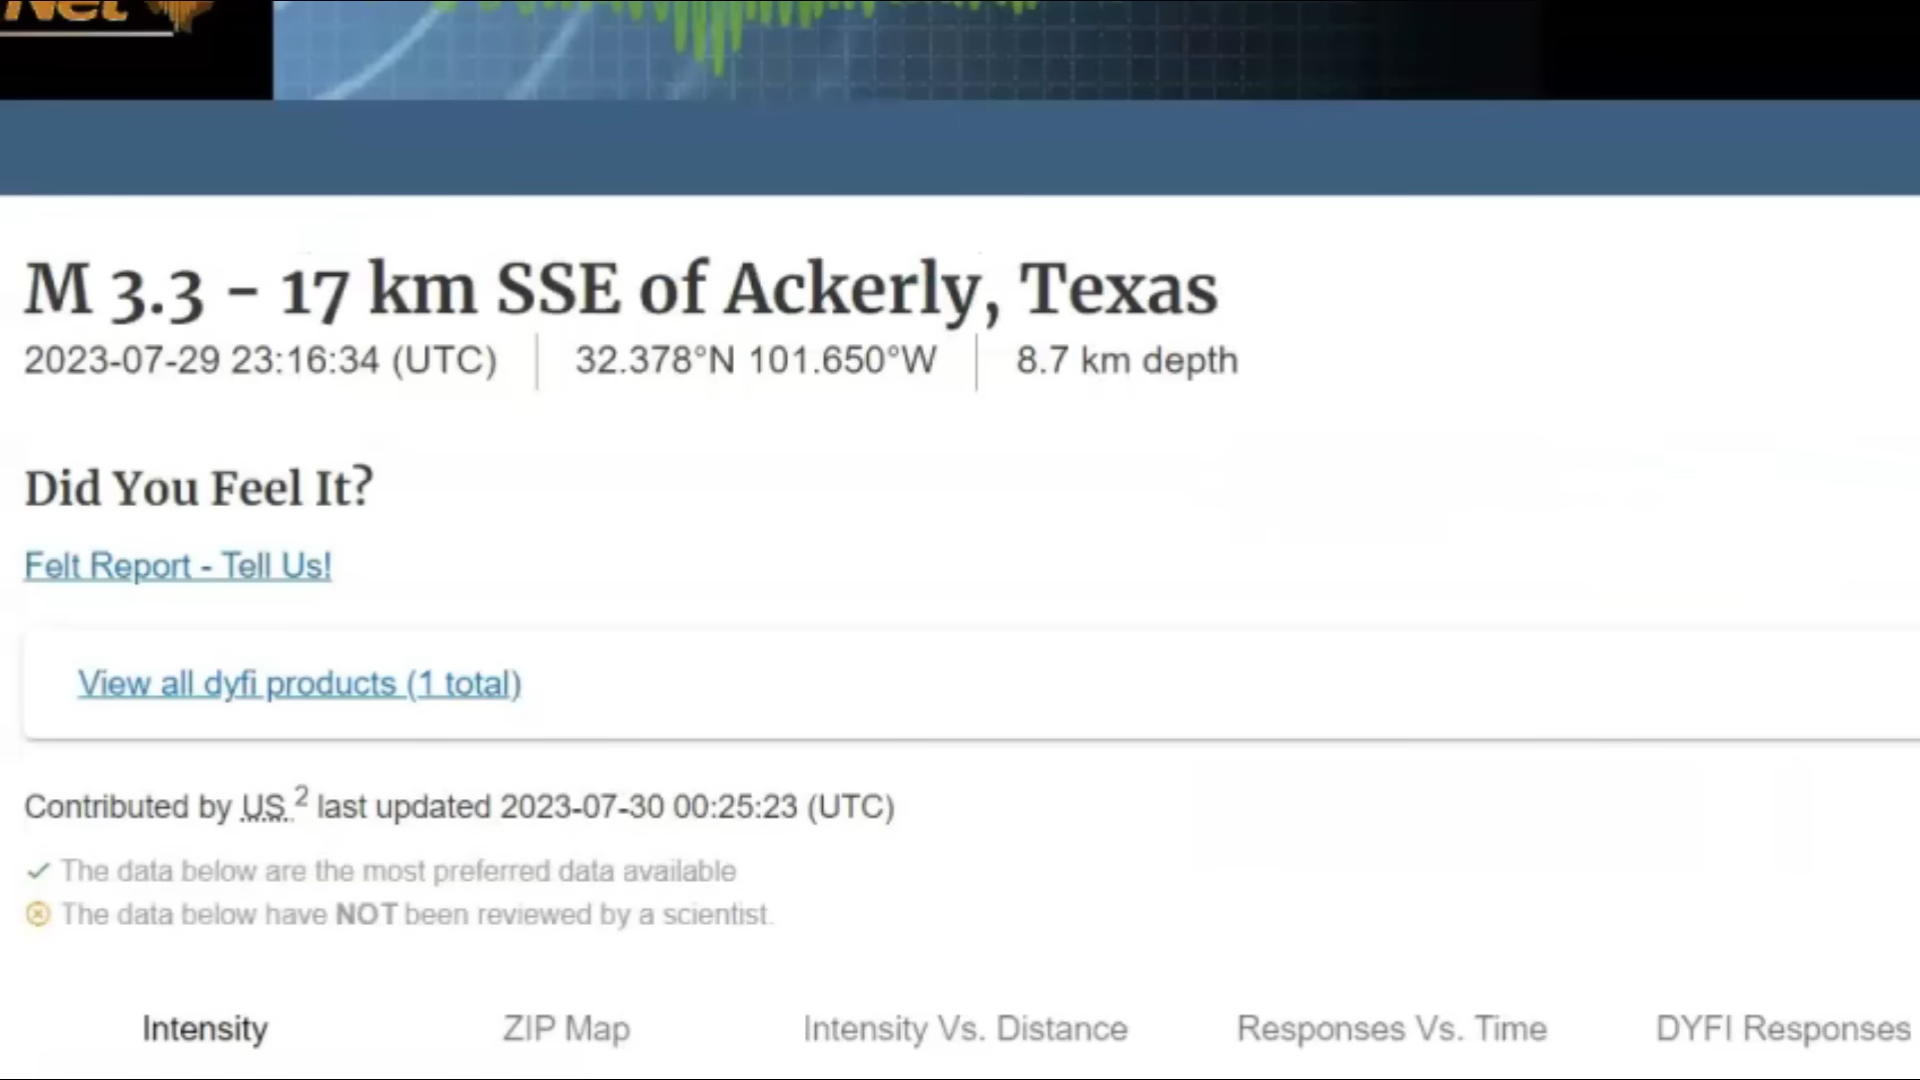 Net
M 3.3 - 17 km SSE of Ackerly, Texas
2023-07-29 23:16:34 (UTC) 32.378°N 101.650°W 8.7 km depth
Did You Feel It?
Felt Report - Tell Us!
View all dyfi products (1 total)
Contributed by US 2 last updated 2023-07-30 00:25:23 (UTC)
The data below are the most preferred data available
The data below have NOT been reviewed by a scientist.
Intensity ZIP Map Intensity Vs. Distance Responses Vs. Time DYFI Responses